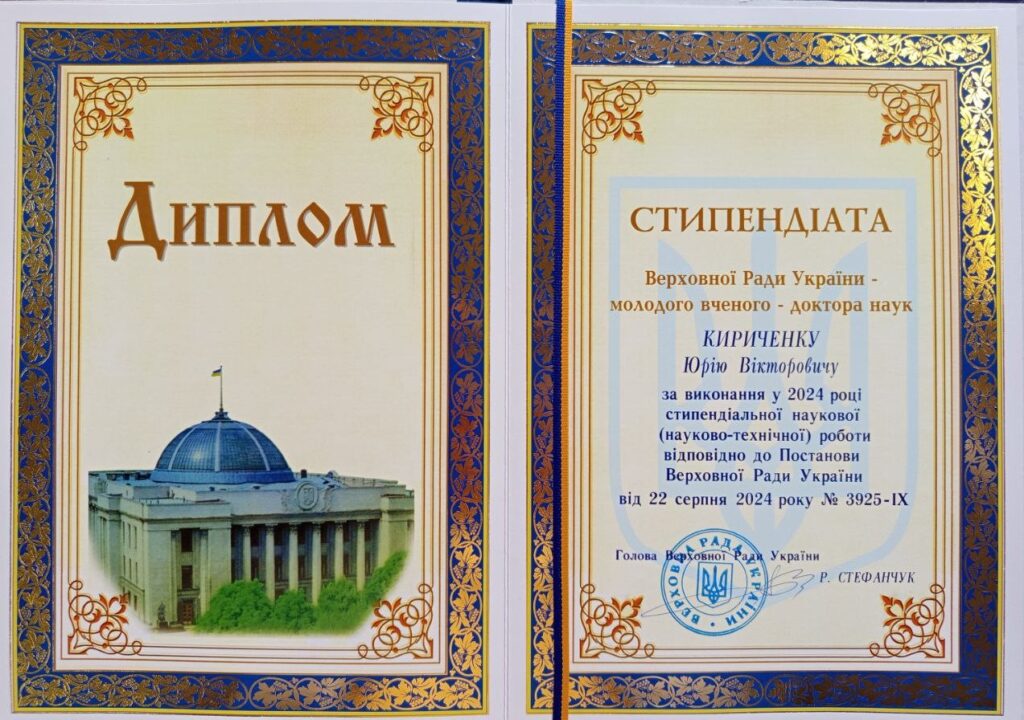 Диплом
СТИПЕНДІАТА
Верховної Ради України -
молодого вченого - доктора наук
КИРИЧЕНКУ
Юрію Вікторовичу
за виконання у 2024 році
стипендіальної наукової
(науково-технічної) роботи
відповідно до Постанови
Верховної Ради України
від 22 серпня 2024 року № 3925-IX
Голова Верховної Ради України
Р. СТЕФАНЧУК
ВЕРХОВНА РАДА УКРАЇНИ